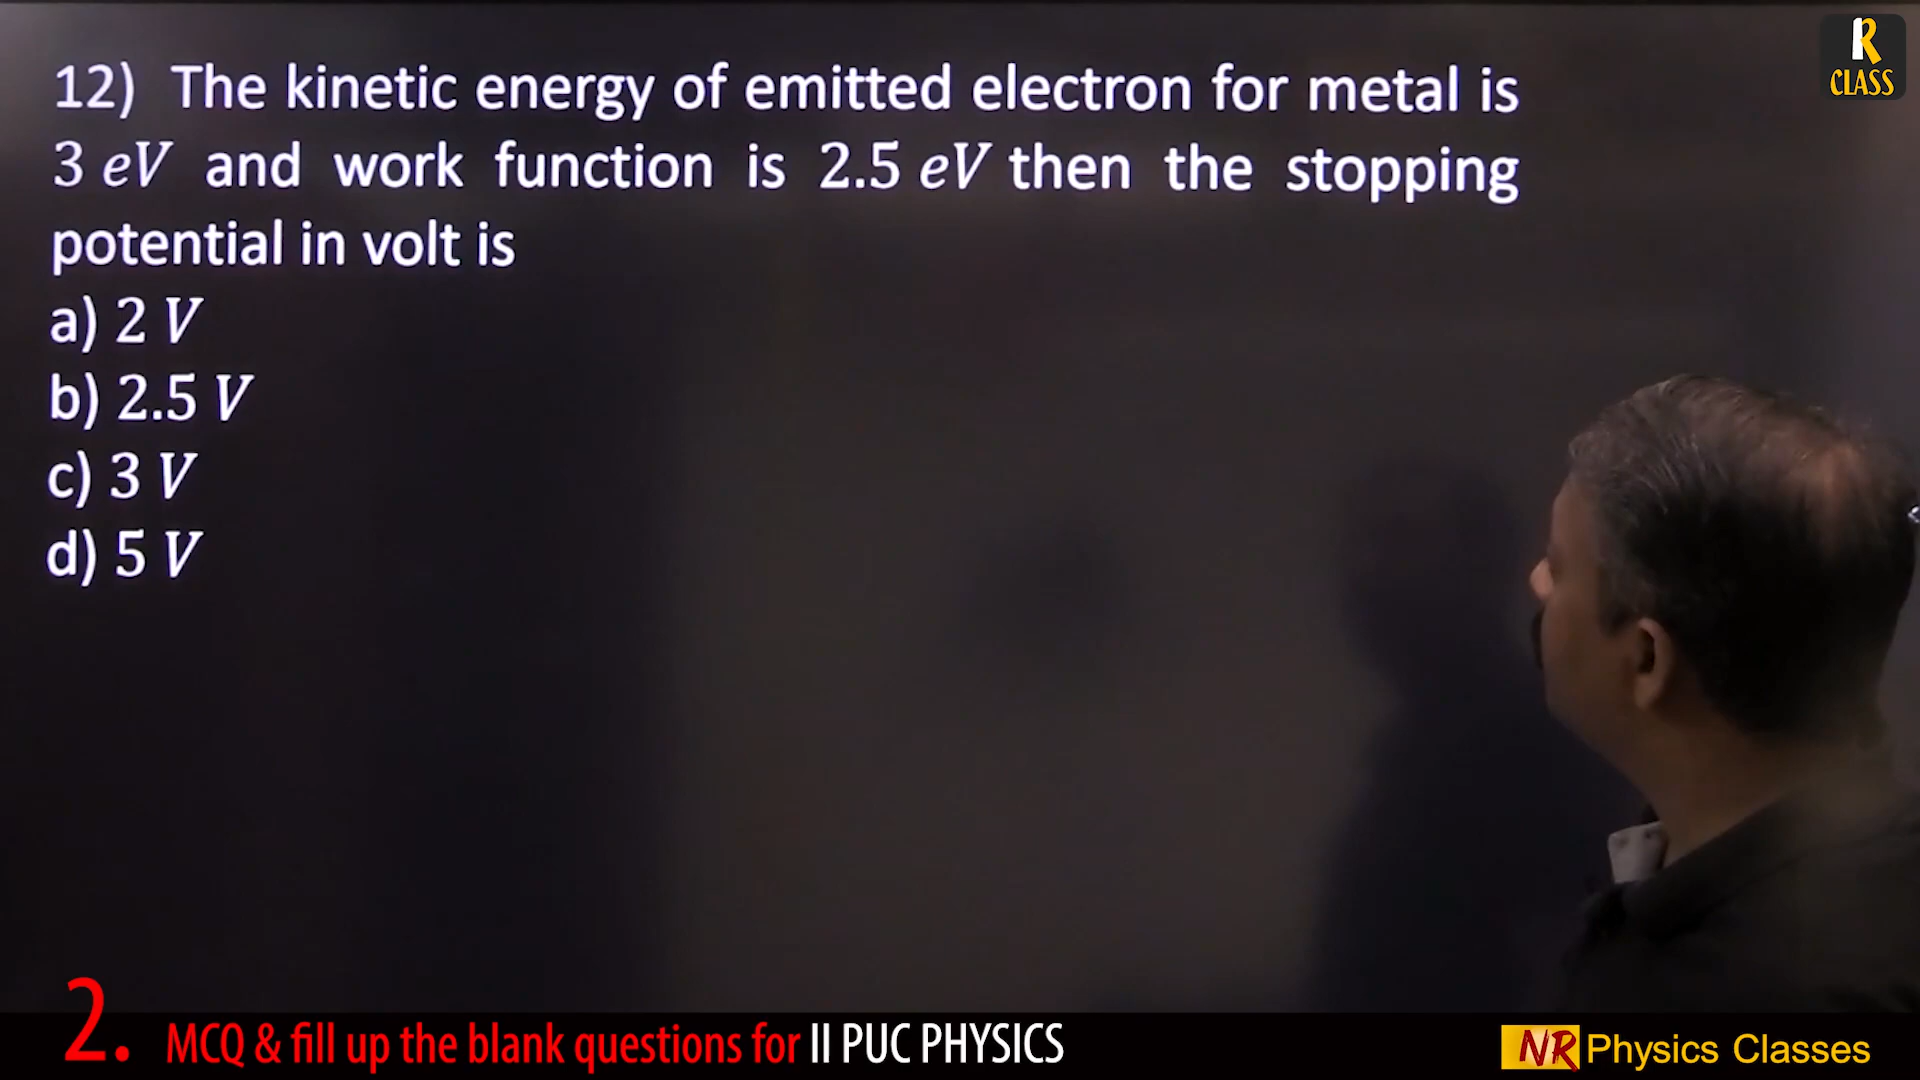 R
CLASS
12) The kinetic energy of emitted electron for metal is
3 eV and work function is 2.5 eV then the stopping
potential in volt is
a) 2 V
b) 2.5 V
c) 3 V
d) 5 V
2. MCQ & fill up the blank questions for II PUC PHYSICS
NR Physics Classes